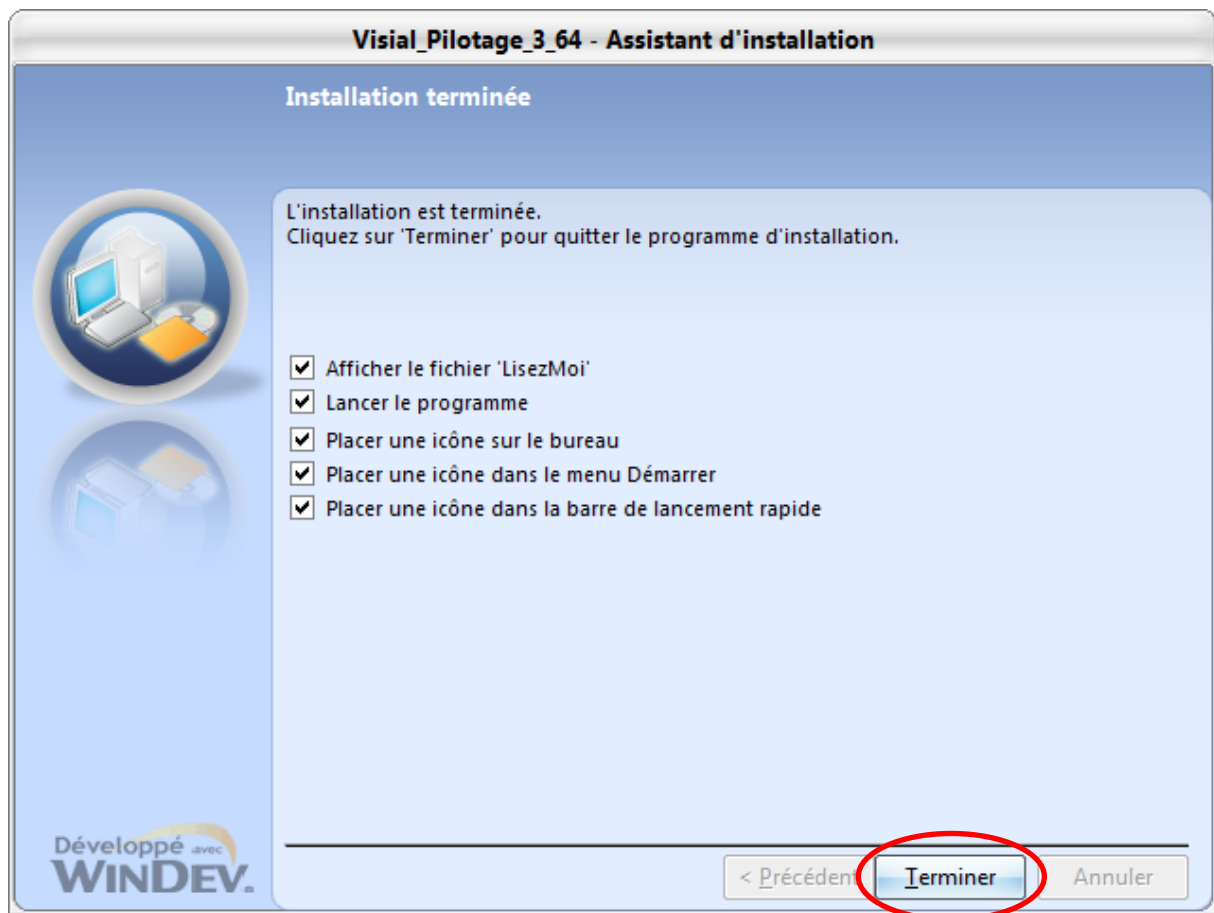 Visial_Pilotage_3_64 - Assistant d'installation
Installation terminée
L'installation est terminée.
Cliquez sur 'Terminer' pour quitter le programme d'installation.
Afficher le fichier 'LisezMoi'
Lancer le programme
Placer une icône sur le bureau
Placer une icône dans le menu Démarrer
Placer une icône dans la barre de lancement rapide
Développé avec
WINDEV.
< Précédent
Terminer
Annuler